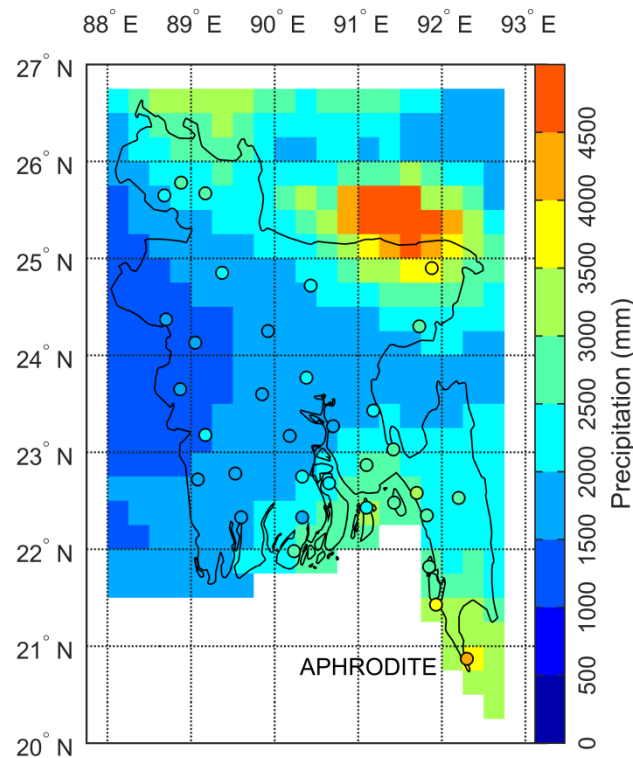 88° E 89° E 90° E 91° E 92° E 93° E
27° N
26° N
25° N
24° N
23° N
22° N
21° N
20° N
APHRODITE
4500
4000
3500
3000
2500
2000
1500
1000
500
0
Precipitation (mm)